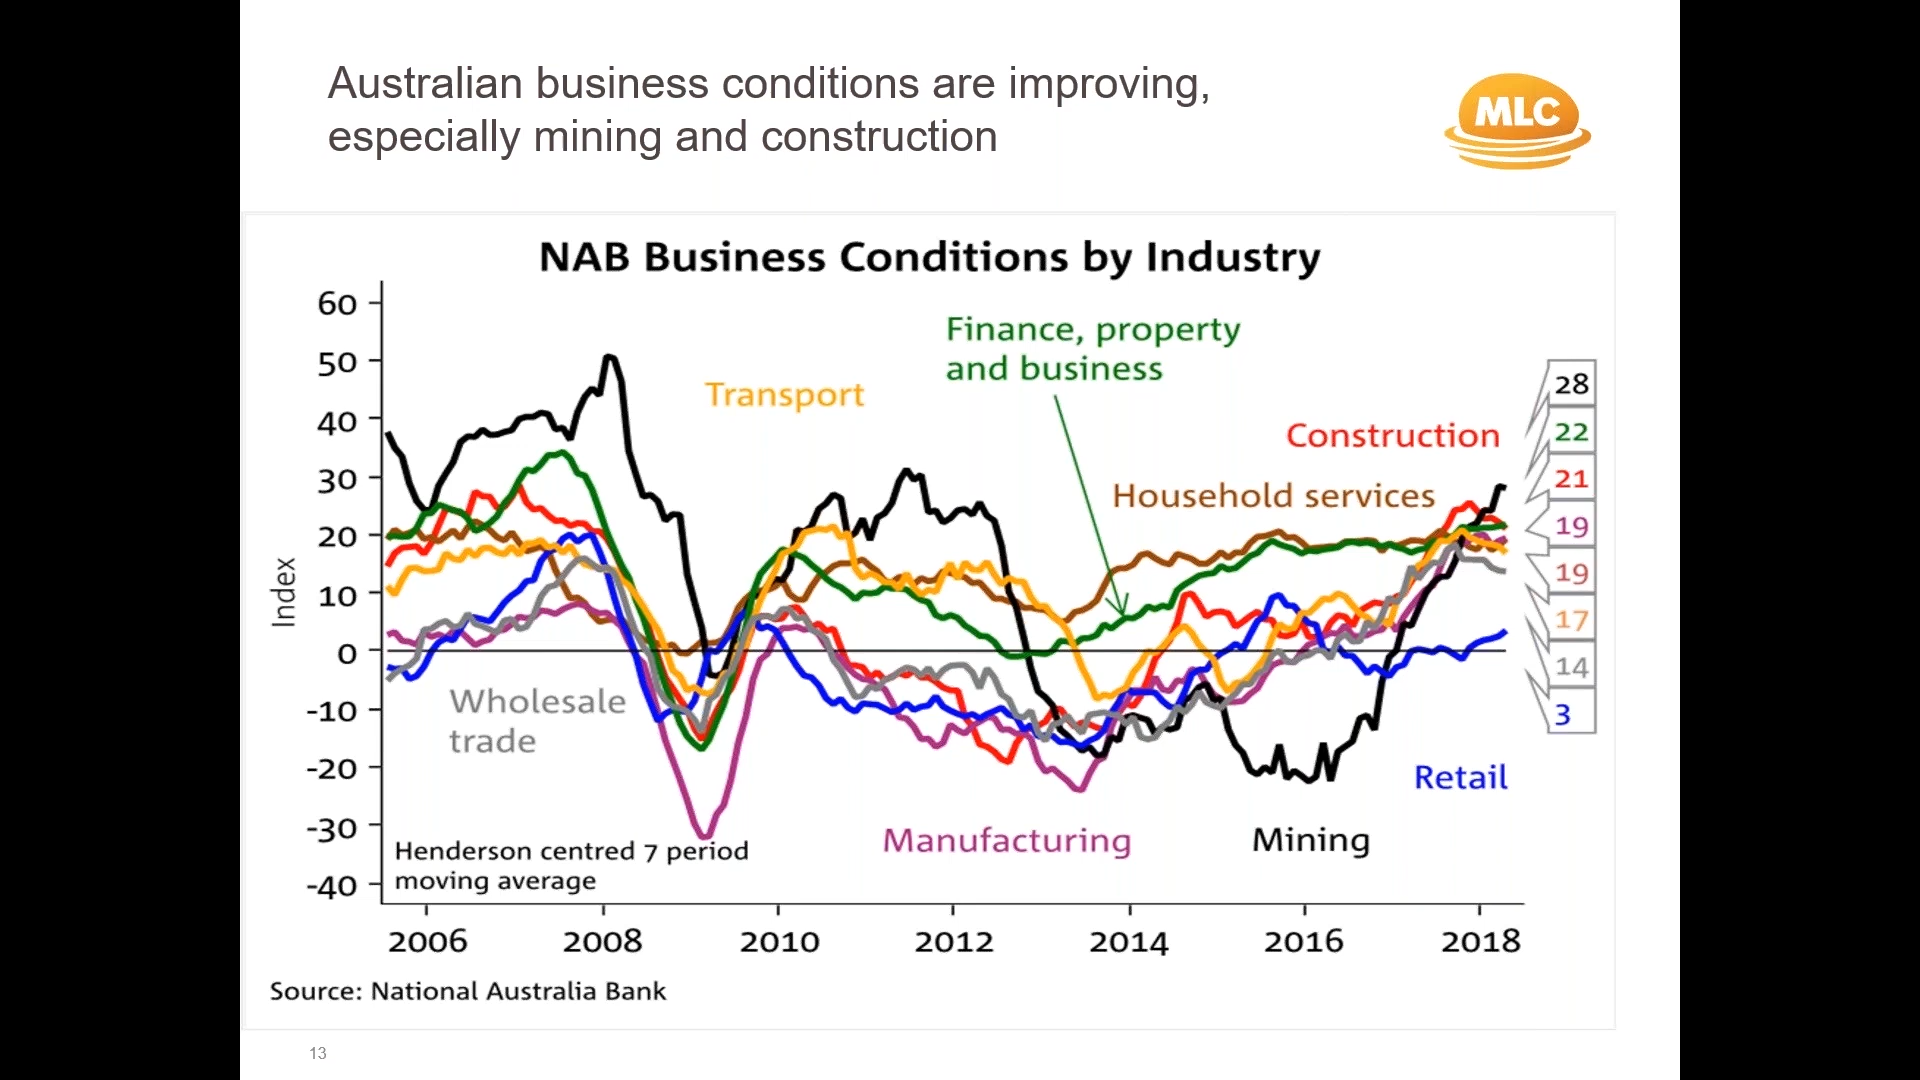 Australian business conditions are improving,
especially mining and construction
MLC
NAB Business Conditions by Industry
60
50
40
30
20
10
0
-10
-20
-30
-40
Index
Transport
Finance, property
and business
Construction
Household services
Wholesale
trade
Manufacturing
Mining
Retail
28
22
21
19
19
17
14
3
Henderson centred 7 period
moving average
2006
2008
2010
2012
2014
2016
2018
Source: National Australia Bank
13